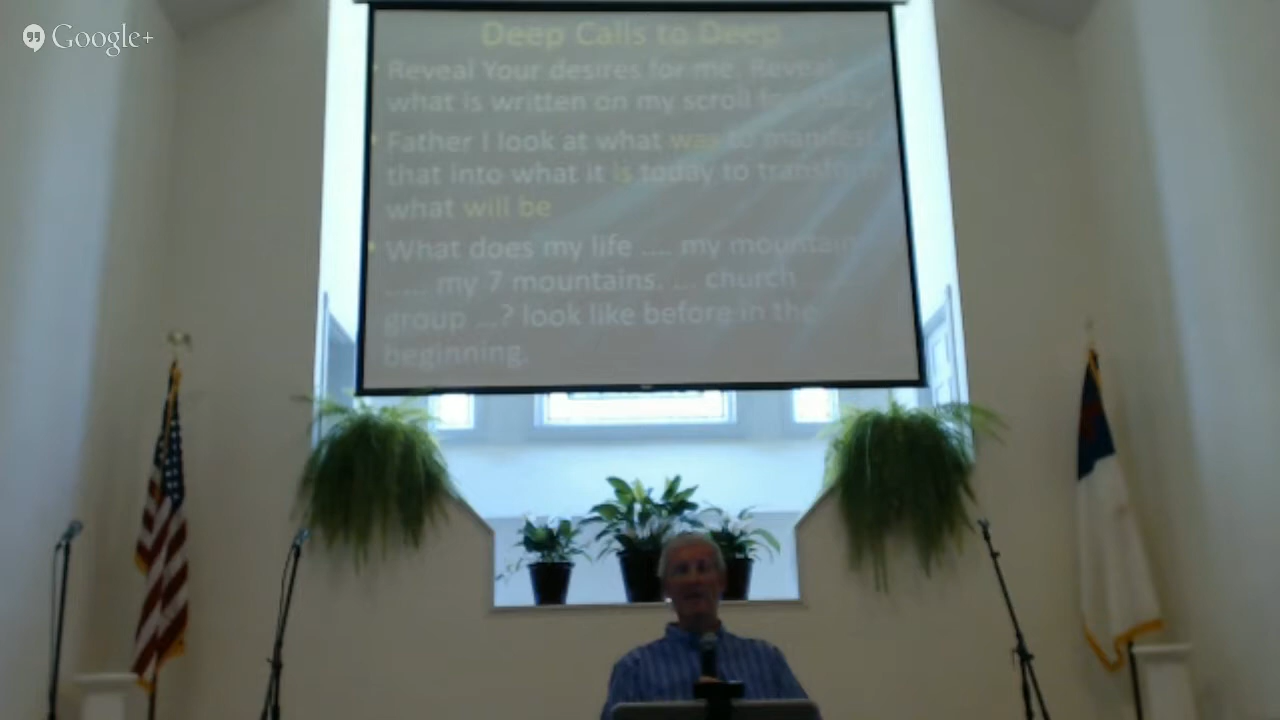 Google+
Deep Calls to Deep
Reveal Your desires for me. Reveal
what is written on my scroll
Father I look at what was to manifest
that into what it is today to
what will be
What does my life .... my mountain
..... my 7 mountains. ... church
group ...? look like before in the
beginning.